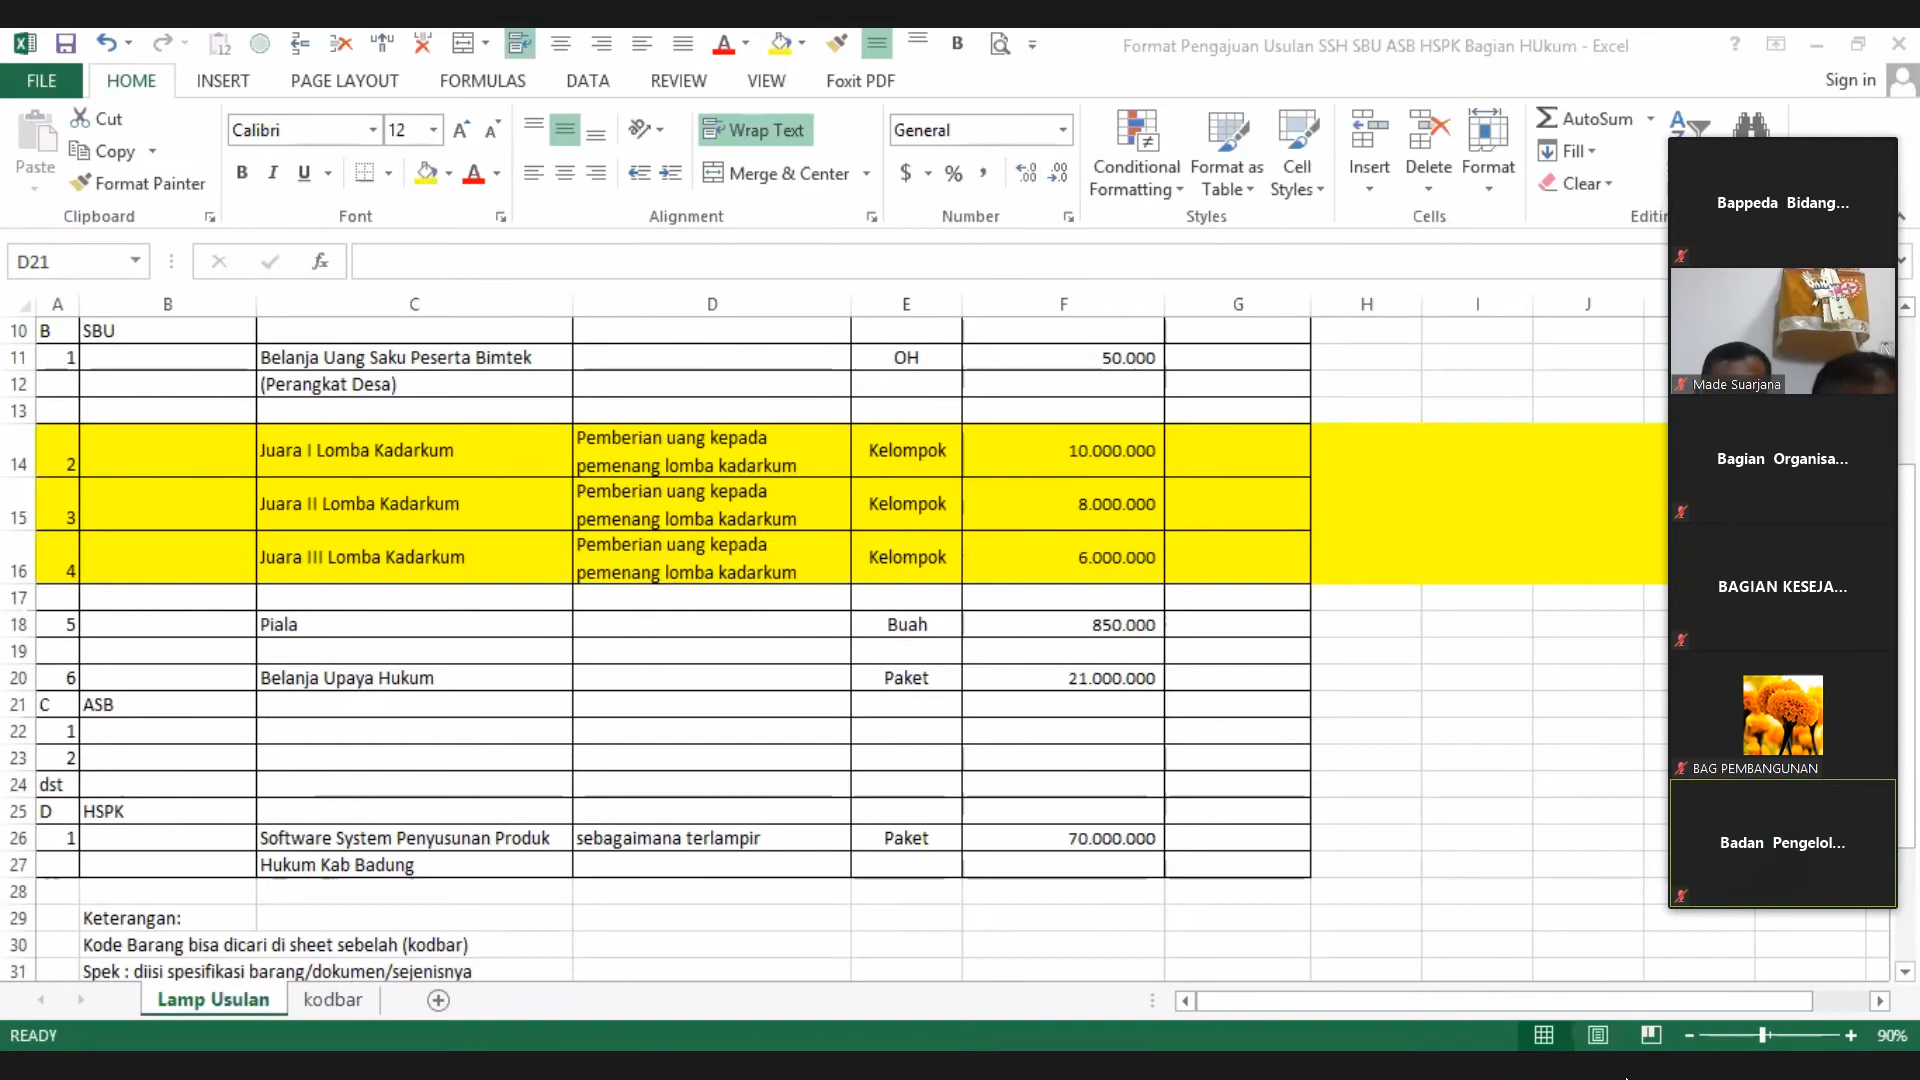 Format Pengajuan Usulan SSH SBU ASB HSPK Bagian HUkum - Excel
FILE HOME INSERT PAGE LAYOUT FORMULAS DATA REVIEW VIEW Foxit PDF Sign in
Paste
Cut
Copy
Format Painter
Clipboard
Calibri 12
B I U
Font
Wrap Text
Merge & Center
Alignment
General
$ %
Number
Conditional Formatting
Format as Table
Cell Styles
Styles
Insert
Delete
Format
Cells
AutoSum
Fill
Clear
D21
A B C D E F G H I J
10 B SBU
11 1 Belanja Uang Saku Peserta Bimtek OH 50.000
12 (Perangkat Desa)
13
14 2 Juara I Lomba Kadarkum Pemberian uang kepada pemenang lomba kadarkum Kelompok 10.000.000
15 3 Juara II Lomba Kadarkum Pemberian uang kepada pemenang lomba kadarkum Kelompok 8.000.000
16 4 Juara III Lomba Kadarkum Pemberian uang kepada pemenang lomba kadarkum Kelompok 6.000.000
17
18 5 Piala Buah 850.000
19
20 6 Belanja Upaya Hukum Paket 21.000.000
21 C ASB
22 1
23 2
24 dst
25 D HSPK
26 1 Software System Penyusunan Produk sebagaimana terlampir Paket 70.000.000
27 Hukum Kab Badung
28
29 Keterangan:
30 Kode Barang bisa dicari di sheet sebelah (kodbar)
31 Spek : diisi spesifikasi barang/dokumen/sejenisnya
Lamp Usulan kodbar
READY 90%
Bappeda Bidang...
Made Suarjana
Bagian Organisa...
BAGIAN KESEJA...
BAG PEMBANGUNAN
Badan Pengelol...